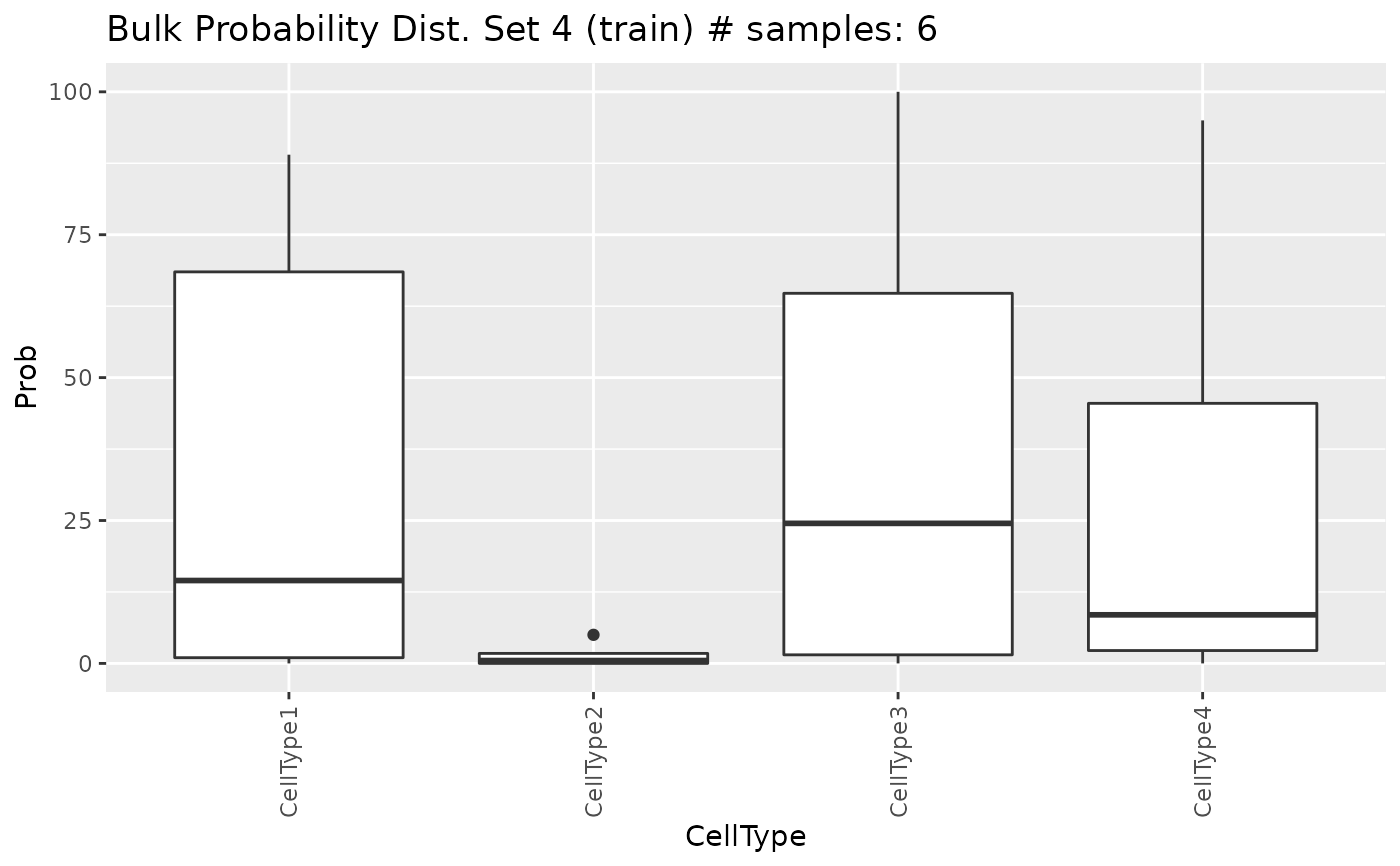 Bulk Probability Dist. Set 4 (train) # samples: 6
100
75
50
25
0
Prob
CellType1
CellType2
CellType3
CellType4
CellType